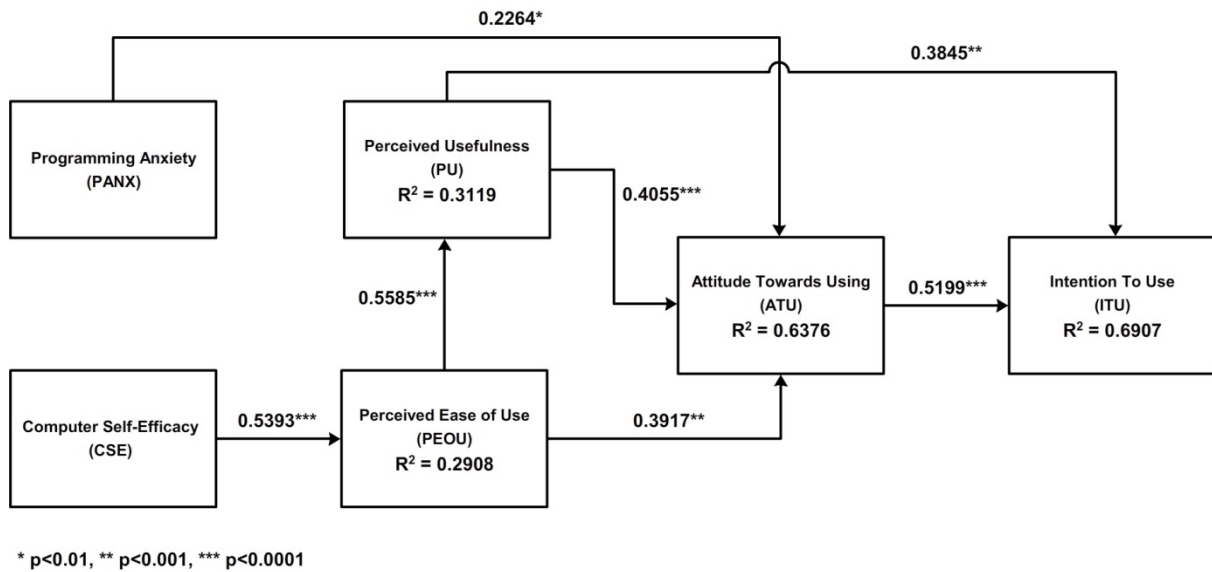 0.2264*
0.3845**
Programming Anxiety
(PANX)
Perceived Usefulness
(PU)
R² = 0.3119
0.4055***
0.5585***
Attitude Towards Using
(ATU)
R² = 0.6376
0.5199***
Intention To Use
(ITU)
R² = 0.6907
Computer Self-Efficacy
(CSE)
0.5393***
Perceived Ease of Use
(PEOU)
R² = 0.2908
0.3917**
* p<0.01, ** p<0.001, *** p<0.0001